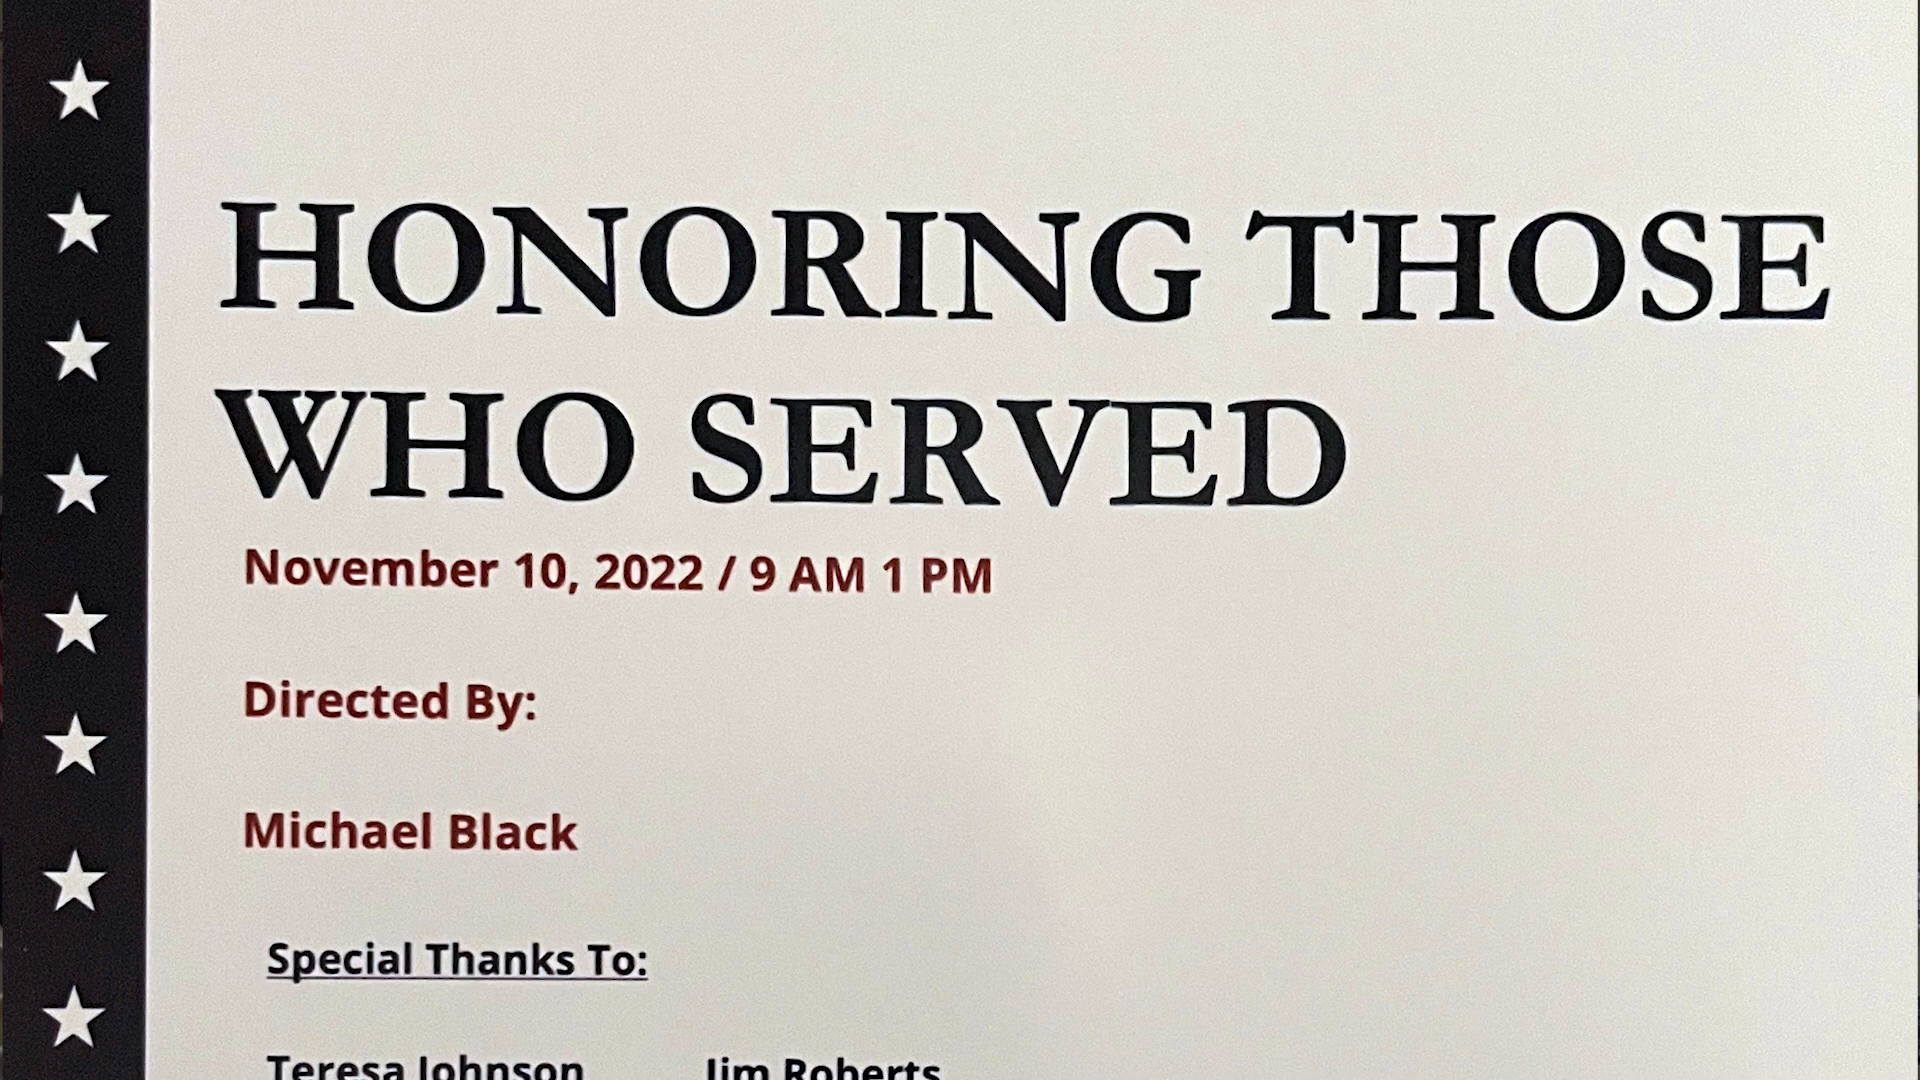 HONORING THOSE
WHO SERVED
November 10, 2022 / 9 AM 1 PM
Directed By:
Michael Black
Special Thanks To:
Teresa Johnson Jim Roberts